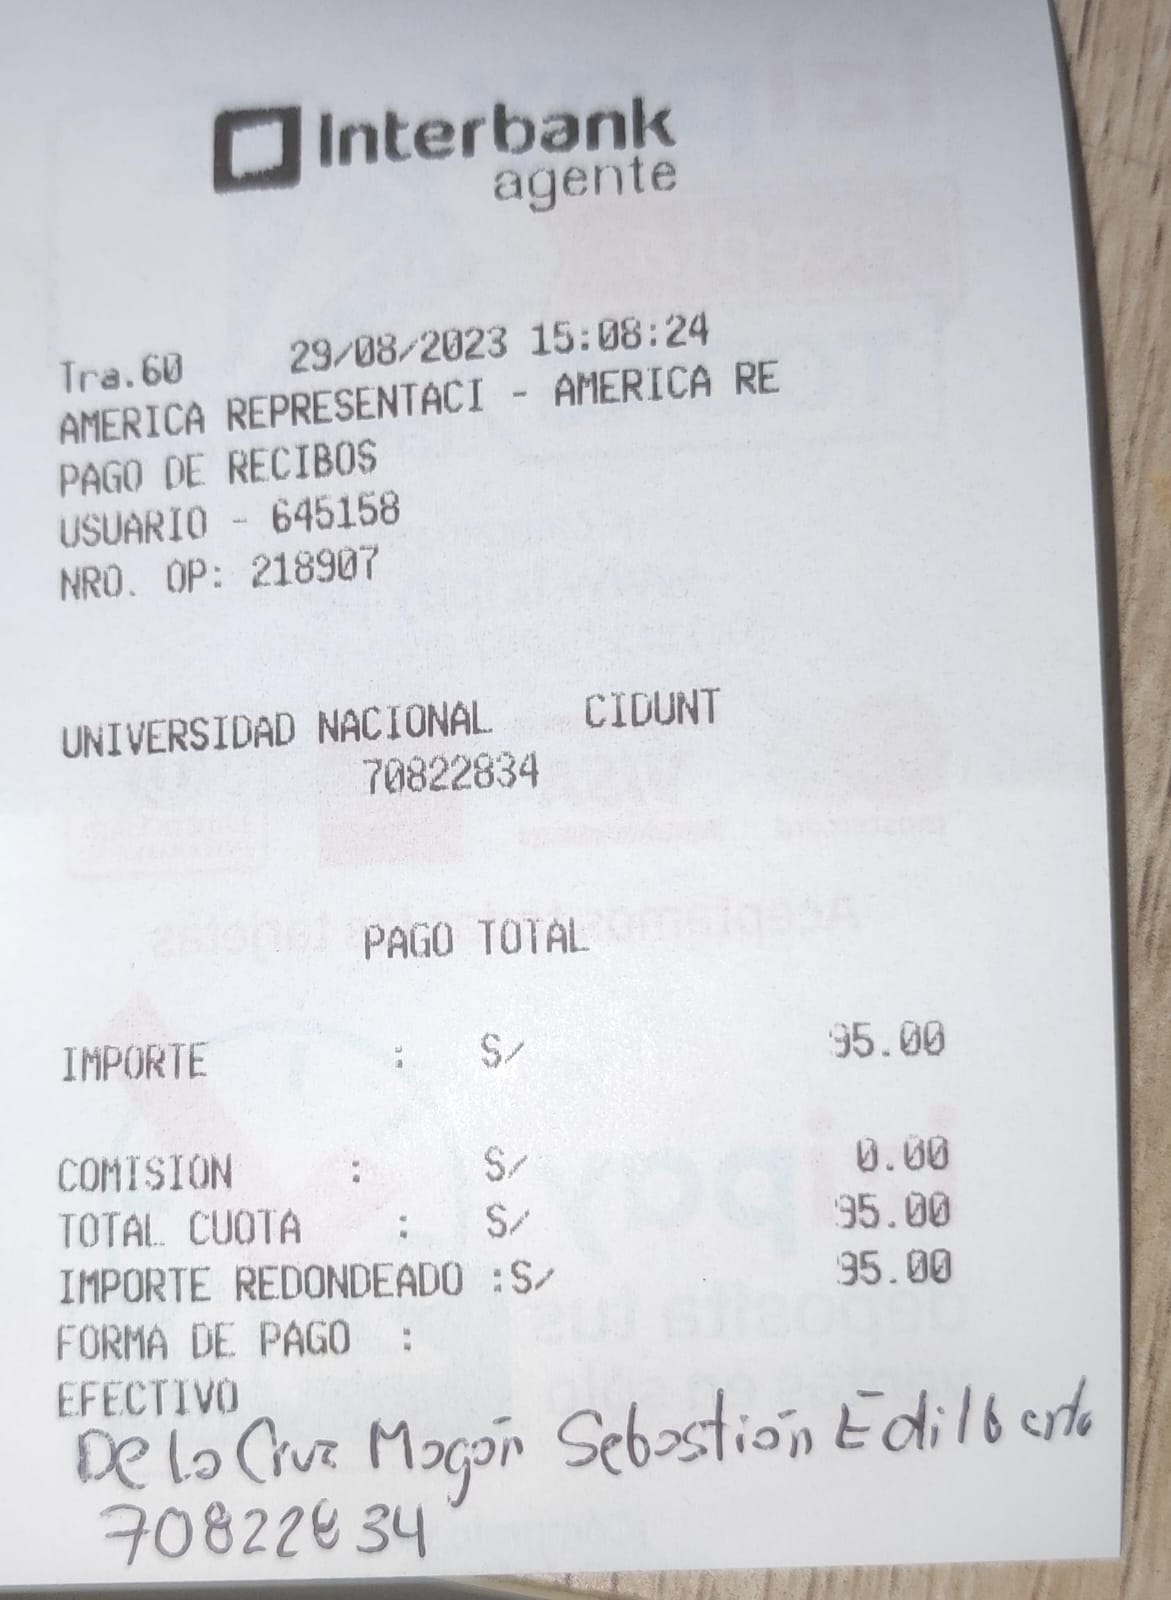 Interbank
agente
Tra.60 29/08/2023 15:08:24
AMERICA REPRESENTACI - AMERICA RE
PAGO DE RECIBOS
USUARIO - 645158
NRO. OP: 218907
UNIVERSIDAD NACIONAL CIDUNT
70822834
PAGO TOTAL
IMPORTE : S/ 95.00
COMISION : S/ 0.00
TOTAL CUOTA : S/ 95.00
IMPORTE REDONDEADO :S/ 95.00
FORMA DE PAGO :
EFECTIVO
De la Cruz Mogón Sebastián Edilberto
70822834